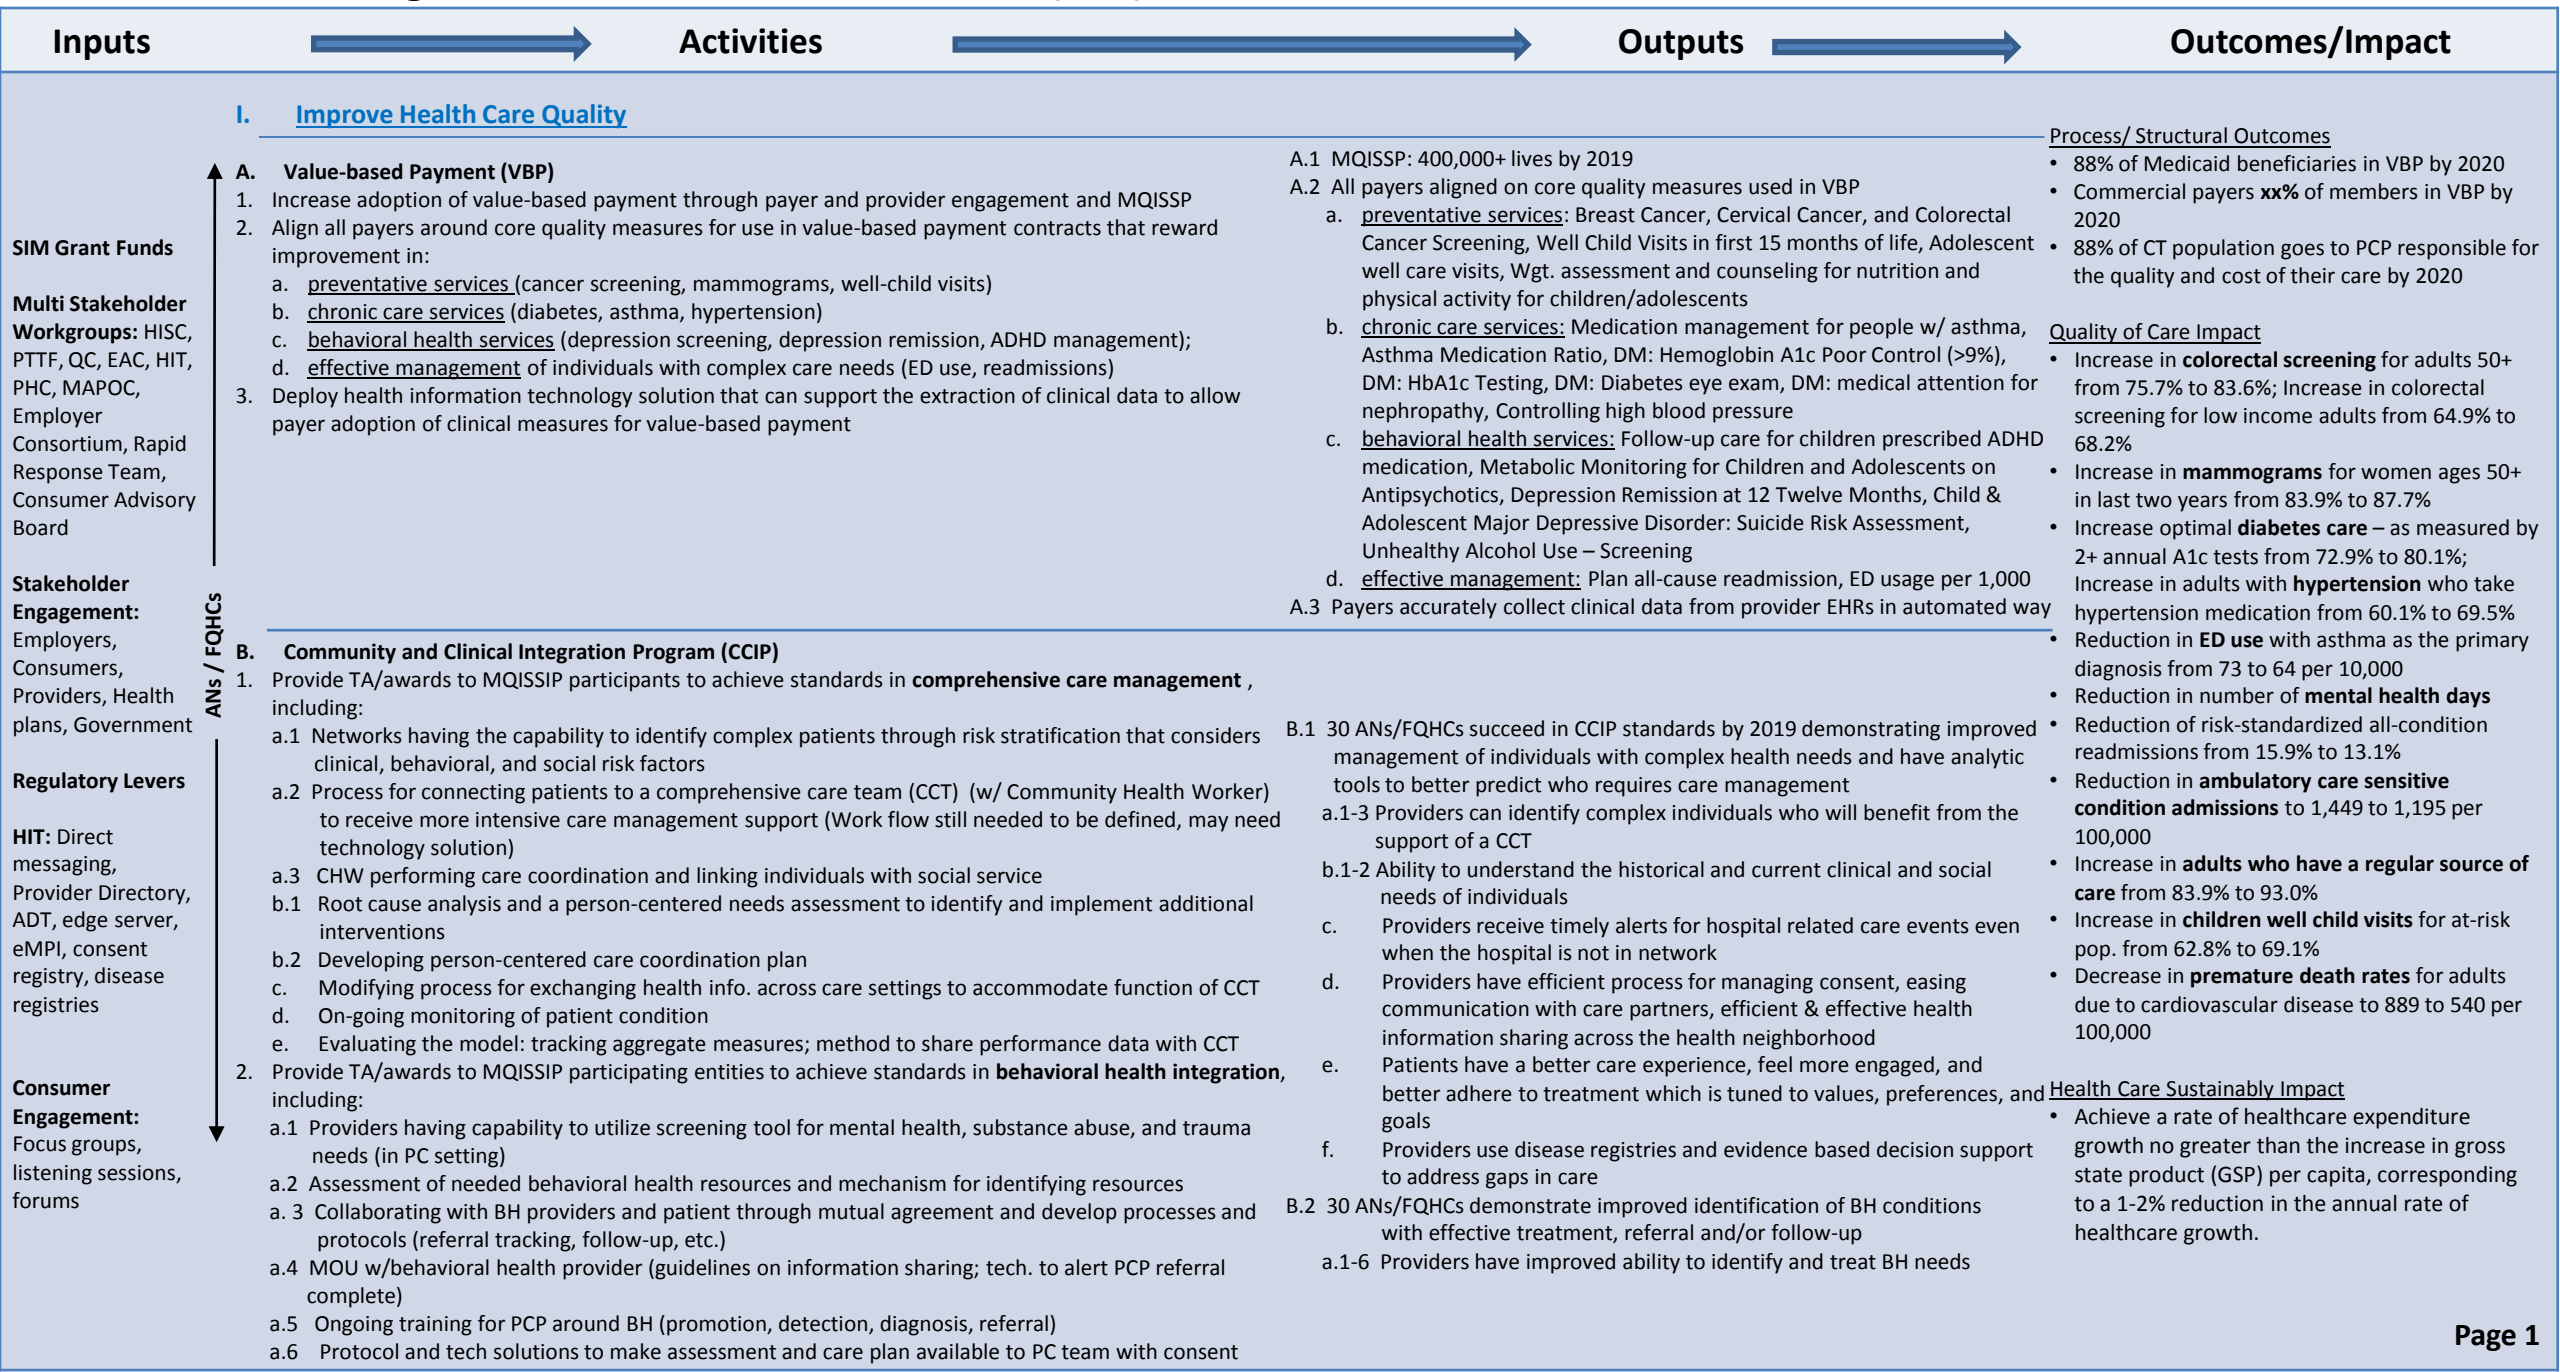 Inputs
Activities
Outputs
Outcomes/Impact
SIM Grant Funds
Multi Stakeholder
Workgroups: HISC,
PTTF, QC, EAC, HIT,
PHC, MAPOC,
Employer
Consortium, Rapid
Response Team,
Consumer Advisory
Board
Stakeholder
Engagement:
Employers,
Consumers,
Providers, Health
plans, Government
Regulatory Levers
HIT: Direct
messaging,
Provider Directory,
ADT, edge server,
eMPI, consent
registry, disease
registries
Consumer
Engagement:
Focus groups,
listening sessions,
forums
ANs / FQHCs
I. Improve Health Care Quality
A. Value-based Payment (VBP)
1. Increase adoption of value-based payment through payer and provider engagement and MQISSP
2. Align all payers around core quality measures for use in value-based payment contracts that reward
improvement in:
a. preventative services (cancer screening, mammograms, well-child visits)
b. chronic care services (diabetes, asthma, hypertension)
c. behavioral health services (depression screening, depression remission, ADHD management);
d. effective management of individuals with complex care needs (ED use, readmissions)
3. Deploy health information technology solution that can support the extraction of clinical data to allow
payer adoption of clinical measures for value-based payment
B. Community and Clinical Integration Program (CCIP)
1. Provide TA/awards to MQISSIP participants to achieve standards in comprehensive care management ,
including:
a.1 Networks having the capability to identify complex patients through risk stratification that considers
clinical, behavioral, and social risk factors
a.2 Process for connecting patients to a comprehensive care team (CCT) (w/ Community Health Worker)
to receive more intensive care management support (Work flow still needed to be defined, may need
technology solution)
a.3 CHW performing care coordination and linking individuals with social service
b.1 Root cause analysis and a person-centered needs assessment to identify and implement additional
interventions
b.2 Developing person-centered care coordination plan
c. Modifying process for exchanging health info. across care settings to accommodate function of CCT
d. On-going monitoring of patient condition
e. Evaluating the model: tracking aggregate measures; method to share performance data with CCT
2. Provide TA/awards to MQISSIP participating entities to achieve standards in behavioral health integration,
including:
a.1 Providers having capability to utilize screening tool for mental health, substance abuse, and trauma
needs (in PC setting)
a.2 Assessment of needed behavioral health resources and mechanism for identifying resources
a. 3 Collaborating with BH providers and patient through mutual agreement and develop processes and
protocols (referral tracking, follow-up, etc.)
a.4 MOU w/behavioral health provider (guidelines on information sharing; tech. to alert PCP referral
complete)
a.5 Ongoing training for PCP around BH (promotion, detection, diagnosis, referral)
a.6 Protocol and tech solutions to make assessment and care plan available to PC team with consent
A.1 MQISSP: 400,000+ lives by 2019
A.2 All payers aligned on core quality measures used in VBP
a. preventative services: Breast Cancer, Cervical Cancer, and Colorectal
Cancer Screening, Well Child Visits in first 15 months of life, Adolescent
well care visits, Wgt. assessment and counseling for nutrition and
physical activity for children/adolescents
b. chronic care services: Medication management for people w/ asthma,
Asthma Medication Ratio, DM: Hemoglobin A1c Poor Control (>9%),
DM: HbA1c Testing, DM: Diabetes eye exam, DM: medical attention for
nephropathy, Controlling high blood pressure
c. behavioral health services: Follow-up care for children prescribed ADHD
medication, Metabolic Monitoring for Children and Adolescents on
Antipsychotics, Depression Remission at 12 Twelve Months, Child &
Adolescent Major Depressive Disorder: Suicide Risk Assessment,
Unhealthy Alcohol Use – Screening
d. effective management: Plan all-cause readmission, ED usage per 1,000
A.3 Payers accurately collect clinical data from provider EHRs in automated way
B.1 30 ANs/FQHCs succeed in CCIP standards by 2019 demonstrating improved
management of individuals with complex health needs and have analytic
tools to better predict who requires care management
a.1-3 Providers can identify complex individuals who will benefit from the
support of a CCT
b.1-2 Ability to understand the historical and current clinical and social
needs of individuals
c. Providers receive timely alerts for hospital related care events even
when the hospital is not in network
d. Providers have efficient process for managing consent, easing
communication with care partners, efficient & effective health
information sharing across the health neighborhood
e. Patients have a better care experience, feel more engaged, and
better adhere to treatment which is tuned to values, preferences, and
goals
f. Providers use disease registries and evidence based decision support
to address gaps in care
B.2 30 ANs/FQHCs demonstrate improved identification of BH conditions
with effective treatment, referral and/or follow-up
a.1-6 Providers have improved ability to identify and treat BH needs
Process/ Structural Outcomes
• 88% of Medicaid beneficiaries in VBP by 2020
• Commercial payers xx% of members in VBP by
2020
• 88% of CT population goes to PCP responsible for
the quality and cost of their care by 2020
Quality of Care Impact
• Increase in colorectal screening for adults 50+
from 75.7% to 83.6%; Increase in colorectal
screening for low income adults from 64.9% to
68.2%
• Increase in mammograms for women ages 50+
in last two years from 83.9% to 87.7%
• Increase optimal diabetes care – as measured by
2+ annual A1c tests from 72.9% to 80.1%;
Increase in adults with hypertension who take
hypertension medication from 60.1% to 69.5%
• Reduction in ED use with asthma as the primary
diagnosis from 73 to 64 per 10,000
• Reduction in number of mental health days
• Reduction of risk-standardized all-condition
readmissions from 15.9% to 13.1%
• Reduction in ambulatory care sensitive
condition admissions to 1,449 to 1,195 per
100,000
• Increase in adults who have a regular source of
care from 83.9% to 93.0%
• Increase in children well child visits for at-risk
pop. from 62.8% to 69.1%
• Decrease in premature death rates for adults
due to cardiovascular disease to 889 to 540 per
100,000
Health Care Sustainably Impact
• Achieve a rate of healthcare expenditure
growth no greater than the increase in gross
state product (GSP) per capita, corresponding
to a 1-2% reduction in the annual rate of
healthcare growth.
Page 1